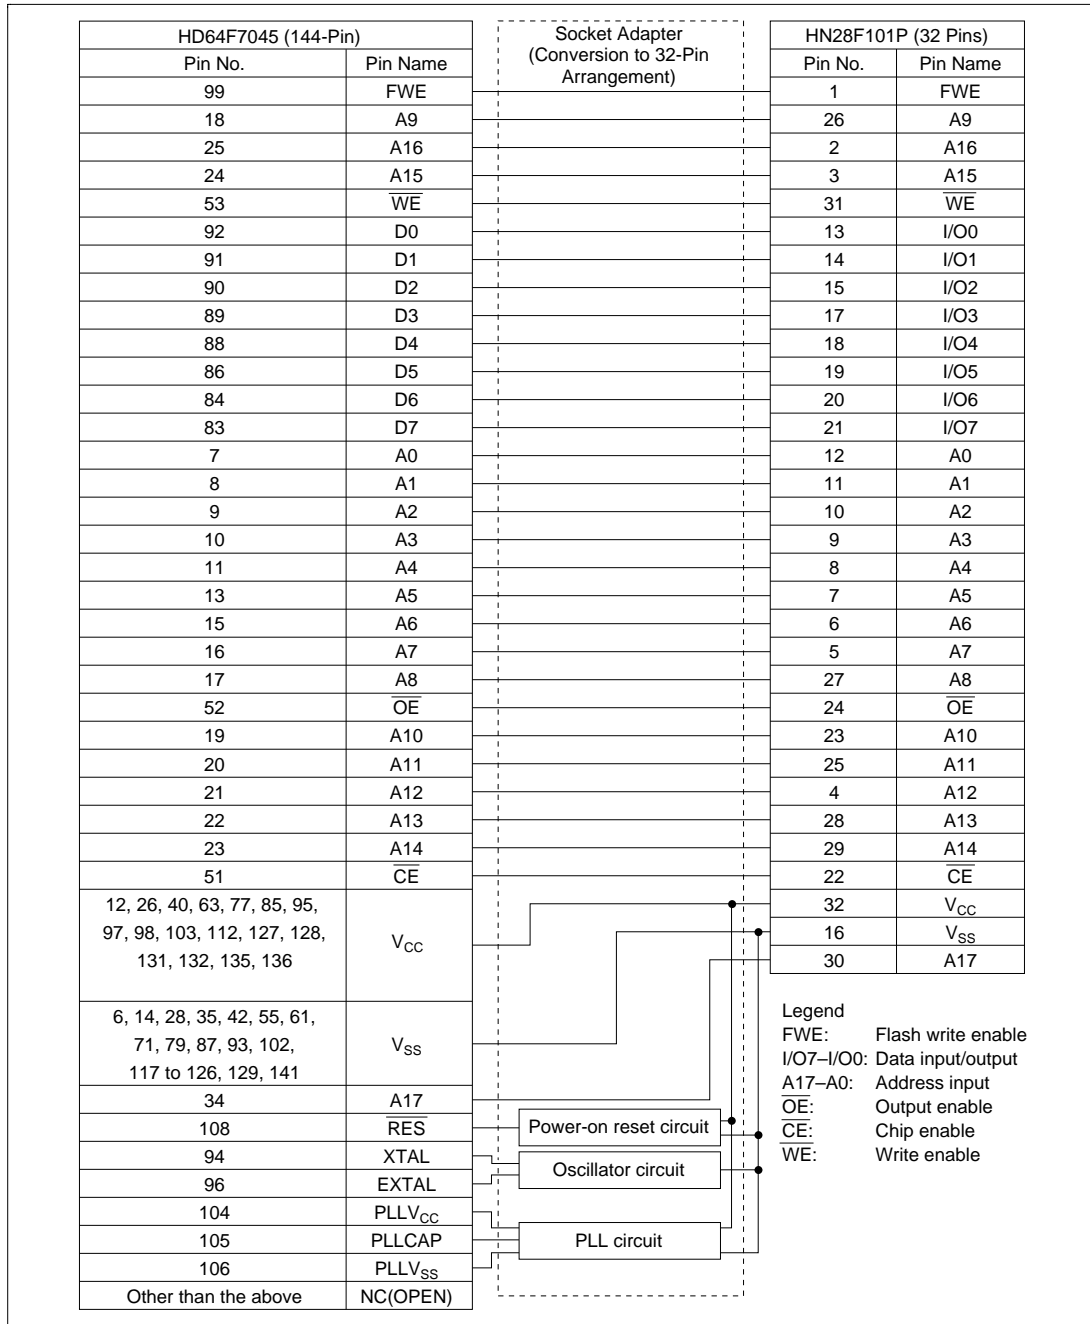 HD64F7045 (144-Pin) Socket Adapter HN28F101P (32 Pins)
(Conversion to 32-Pin
Arrangement)
Pin No. Pin Name Pin No. Pin Name
99 FWE 1 FWE
18 A9 26 A9
25 A16 2 A16
24 A15 3 A15
53 WE 31 WE
92 D0 13 I/O0
91 D1 14 I/O1
90 D2 15 I/O2
89 D3 17 I/O3
88 D4 18 I/O4
86 D5 19 I/O5
84 D6 20 I/O6
83 D7 21 I/O7
7 A0 12 A0
8 A1 11 A1
9 A2 10 A2
10 A3 9 A3
11 A4 8 A4
13 A5 7 A5
15 A6 6 A6
16 A7 5 A7
17 A8 27 A8
52 OE 24 OE
19 A10 23 A10
20 A11 25 A11
21 A12 4 A12
22 A13 28 A13
23 A14 29 A14
51 CE 22 CE
12, 26, 40, 63, 77, 85, 95, 32 VCC
97, 98, 103, 112, 127, 128, VCC 16 VSS
131, 132, 135, 136 30 A17
6, 14, 28, 35, 42, 55, 61,
71, 79, 87, 93, 102, VSS
117 to 126, 129, 141
34 A17
108 RES Power-on reset circuit
94 XTAL Oscillator circuit
96 EXTAL
104 PLLVCC
105 PLLCAP PLL circuit
106 PLLVSS
Other than the above NC(OPEN)
Legend
FWE: Flash write enable
I/O7–I/O0: Data input/output
A17–A0: Address input
OE: Output enable
CE: Chip enable
WE: Write enable